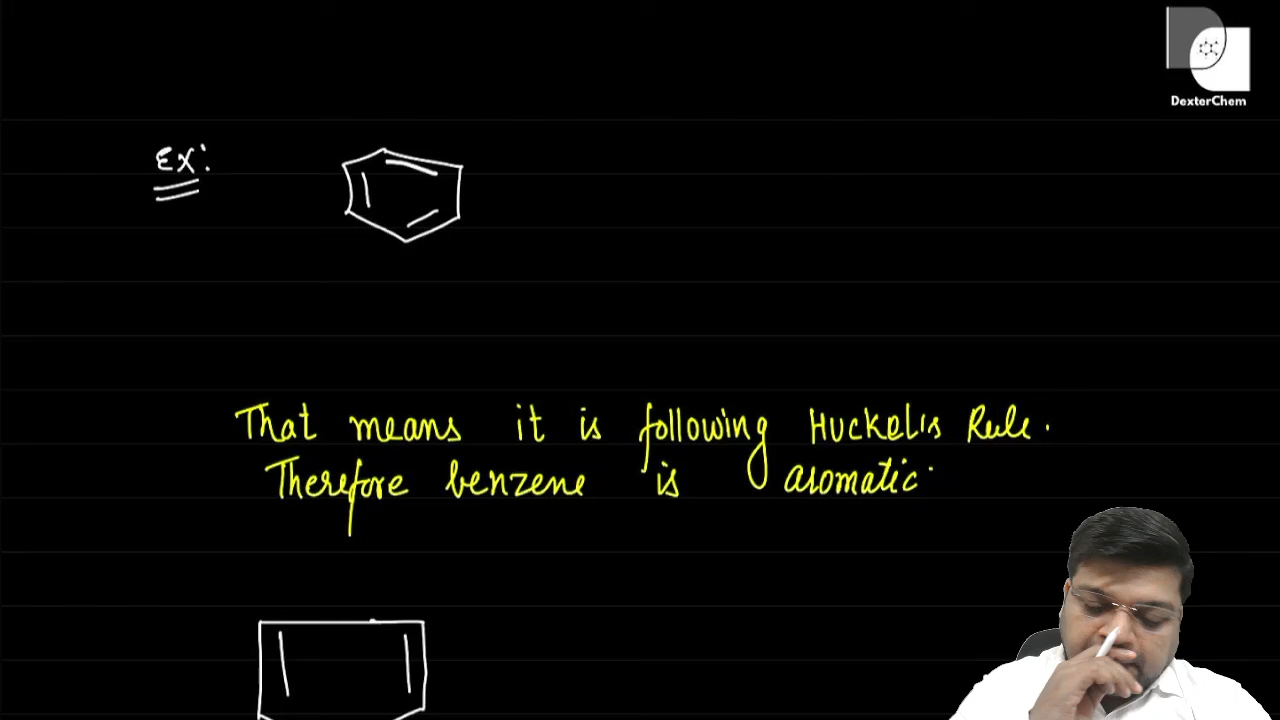 DexterChem
Ex:
That means it is following Huckel's Rule.
Therefore benzene is aromatic.